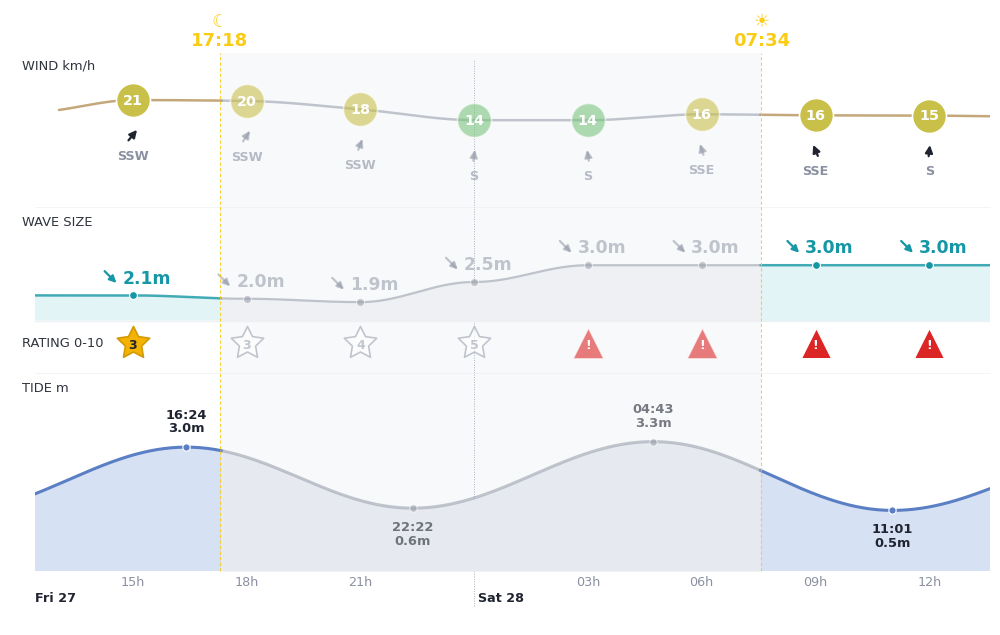 17:18 07:34
WIND km/h
21 20 18 14 14 16 16 15
SSW SSW SSW S S SSE SSE S
WAVE SIZE
2.1m 2.0m 1.9m 2.5m 3.0m 3.0m 3.0m 3.0m
RATING 0-10 3 3 4 5 ! ! ! !
TIDE m
16:24
3.0m
04:43
3.3m
22:22
0.6m
11:01
0.5m
15h 18h 21h 03h 06h 09h 12h
Fri 27 Sat 28